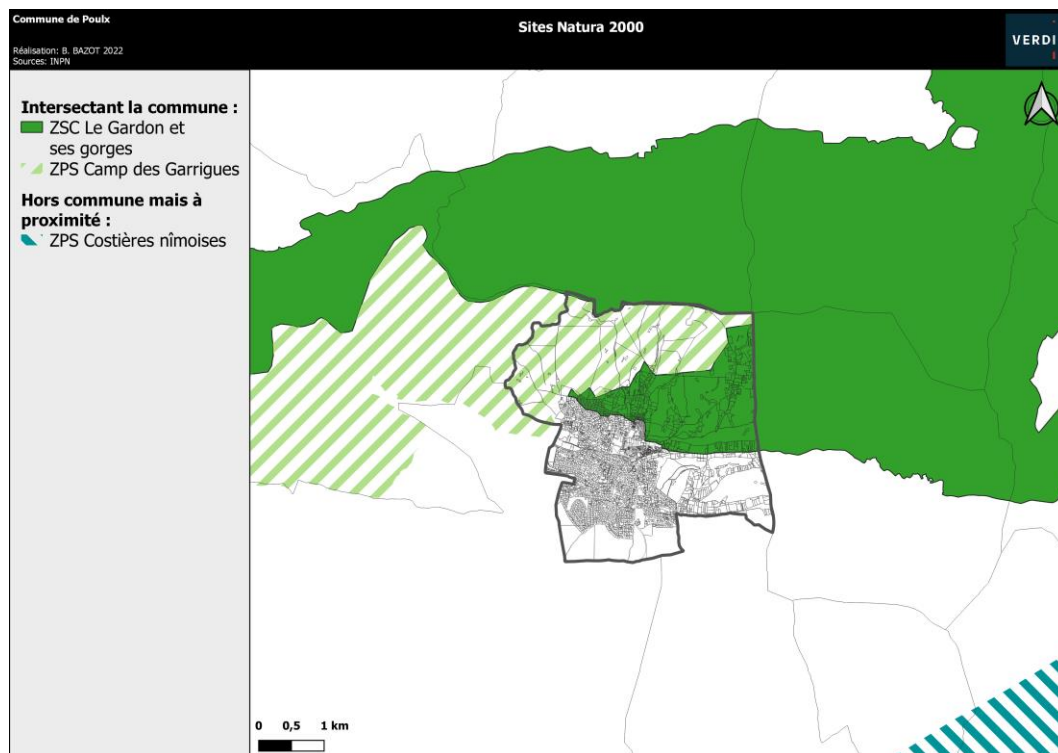 Commune de Poulx
Réalisation: B. BAZOT 2022
Sources: INPN
Sites Natura 2000
VERDI
Intersectant la commune :
ZSC Le Gardon et
ses gorges
ZPS Camp des Garrigues
Hors commune mais à
proximité :
ZPS Costières nîmoises
0 0,5 1 km